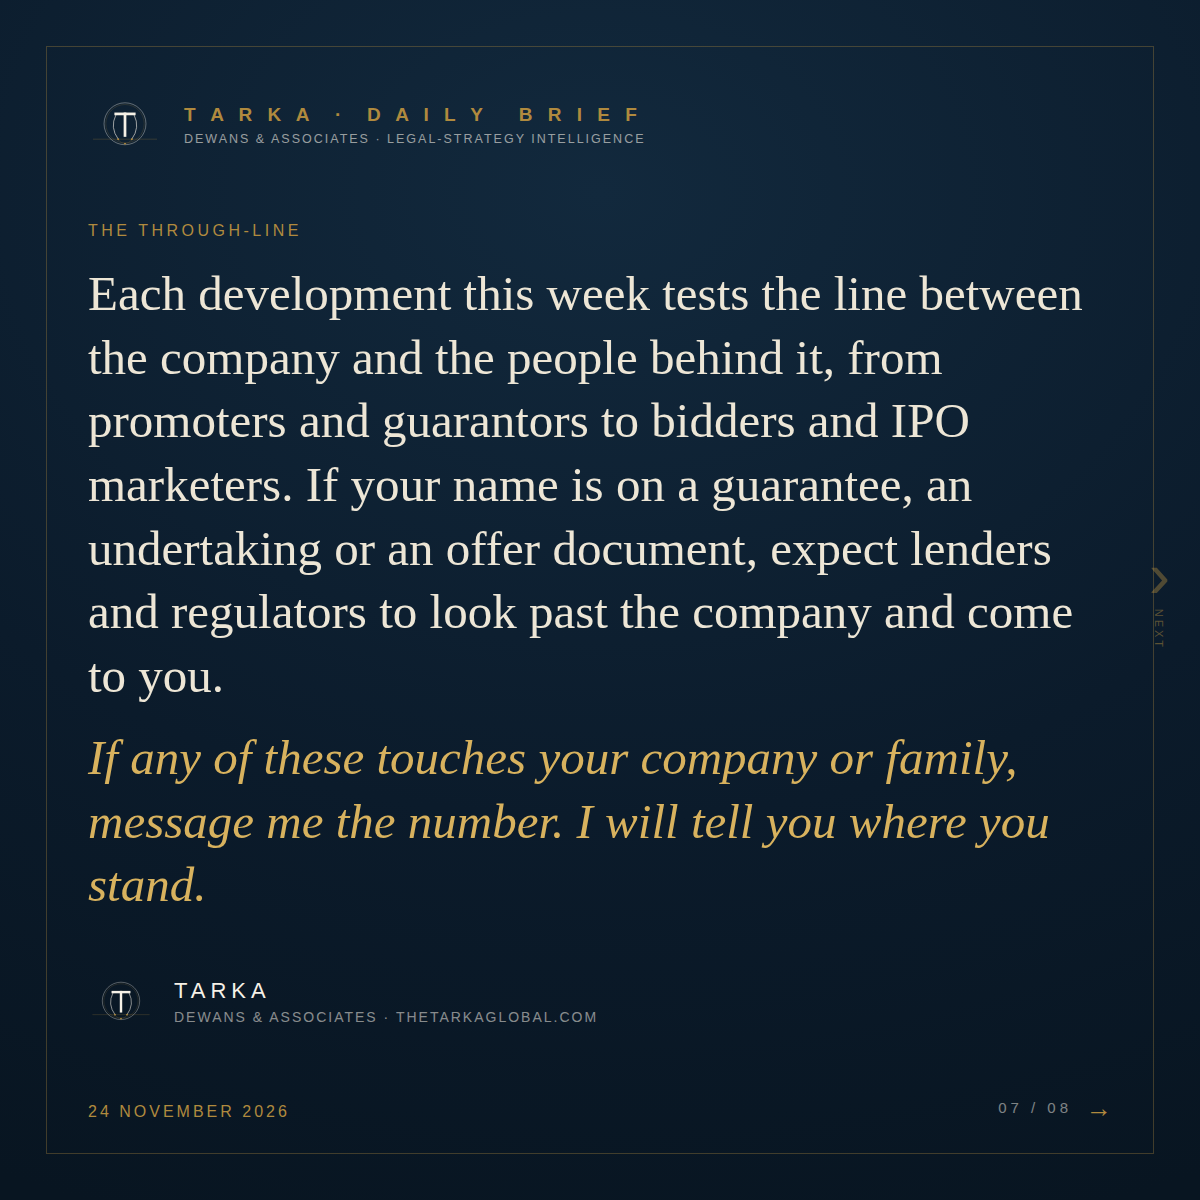 TARKA · DAILY BRIEF
DEWANS & ASSOCIATES · LEGAL-STRATEGY INTELLIGENCE
THE THROUGH-LINE
Each development this week tests the line between
the company and the people behind it, from
promoters and guarantors to bidders and IPO
marketers. If your name is on a guarantee, an
undertaking or an offer document, expect lenders
and regulators to look past the company and come
to you.
If any of these touches your company or family,
message me the number. I will tell you where you
stand.
NEXT
T
TARKA
DEWANS & ASSOCIATES · THETARKAGLOBAL.COM
24 NOVEMBER 2026
07 / 08 →